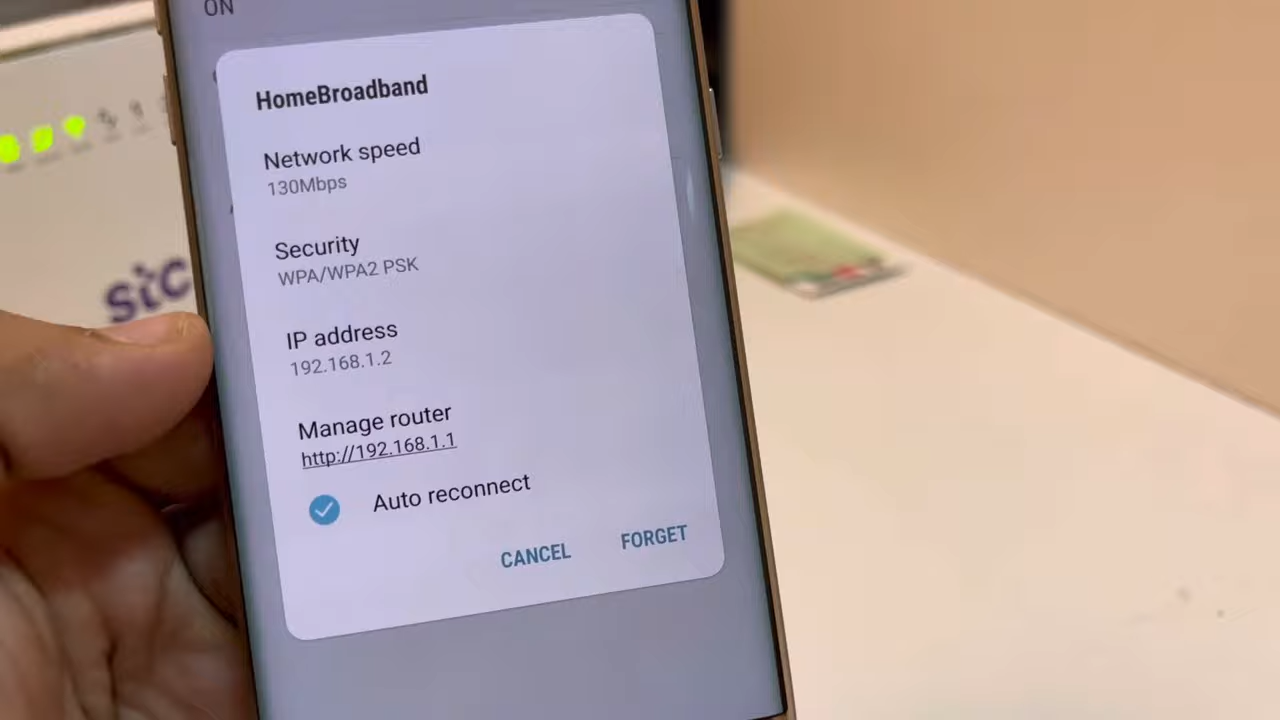 ON
HomeBroadband
Network speed
130Mbps
Security
WPA/WPA2 PSK
IP address
192.168.1.2
Manage router
http://192.168.1.1
Auto reconnect
CANCEL
FORGET
stc